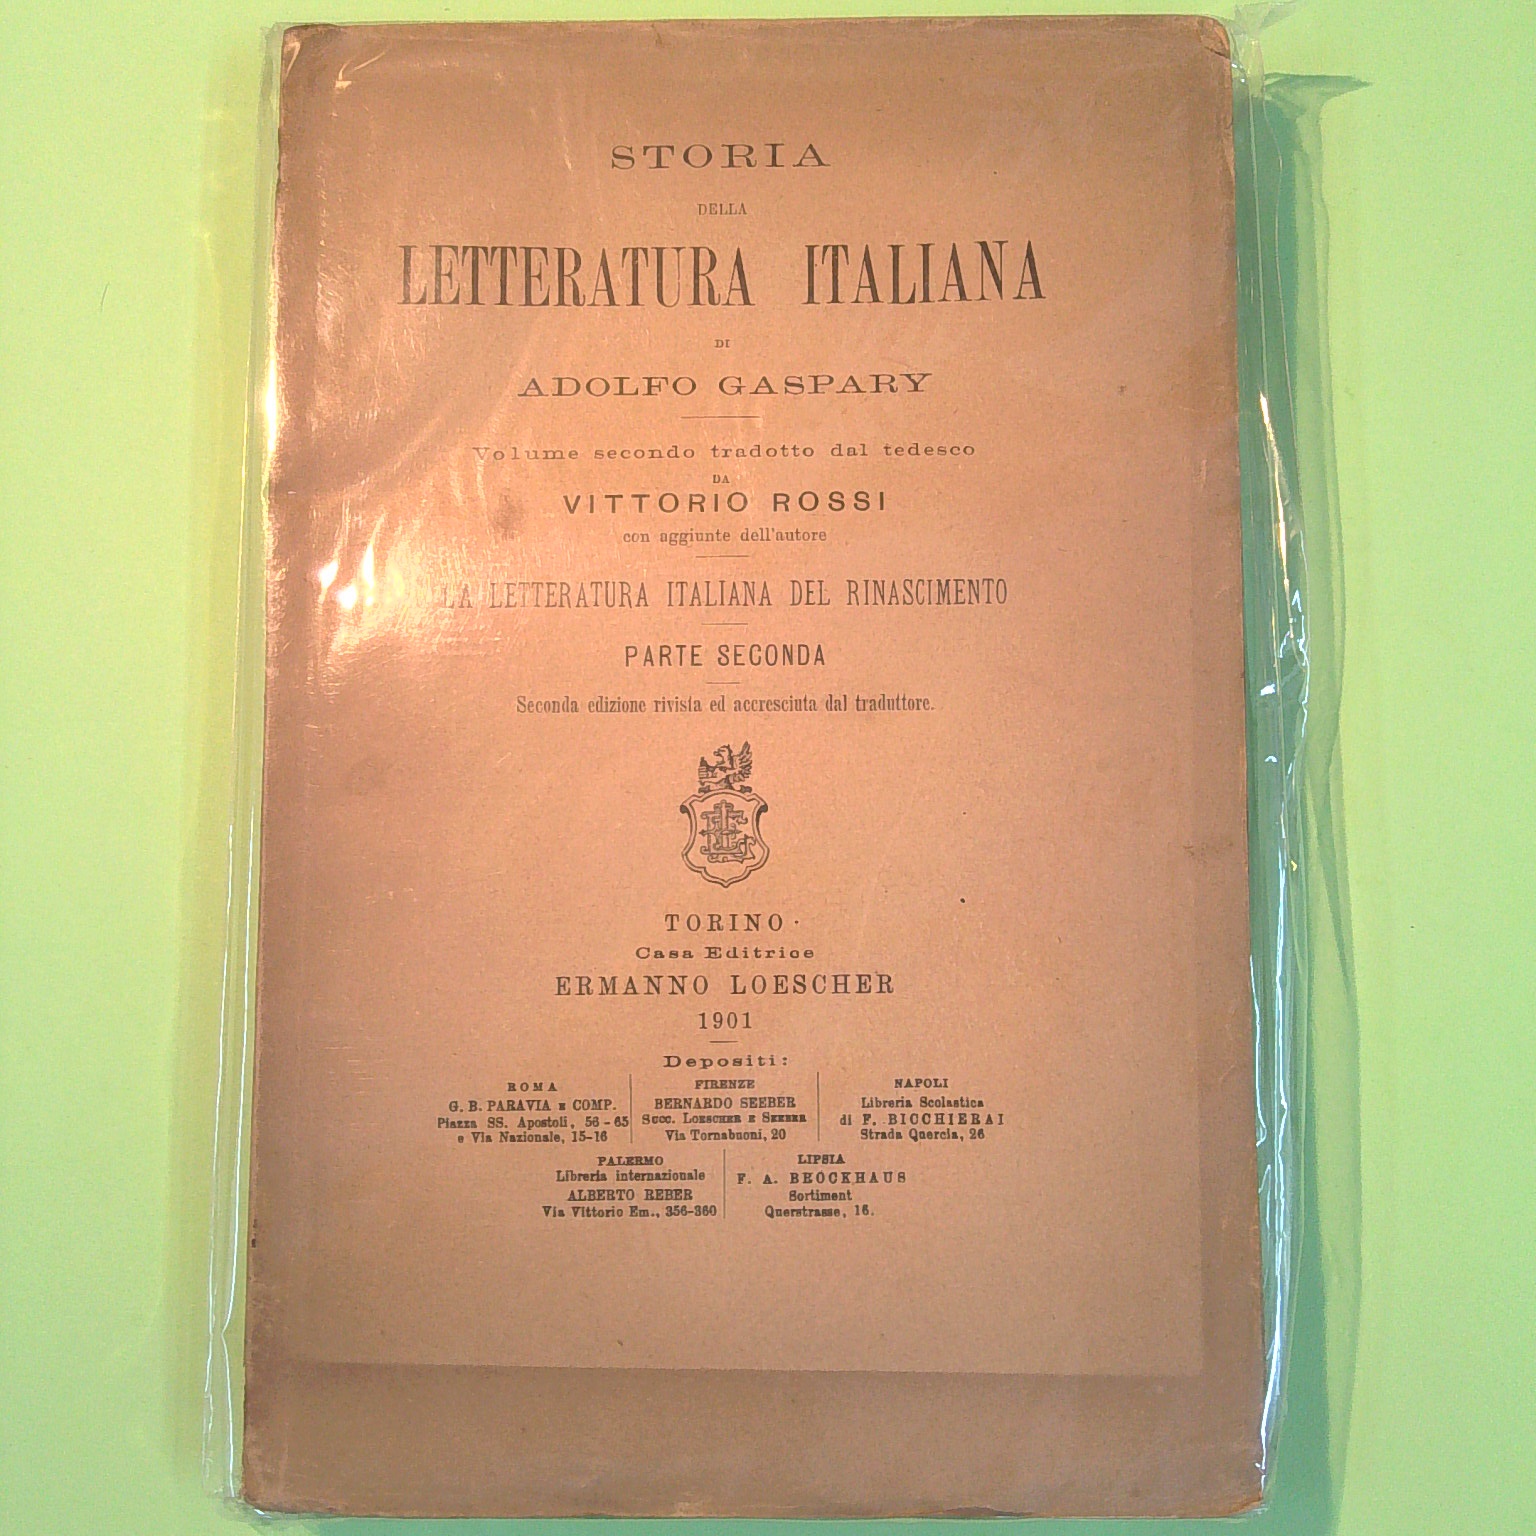 STORIA
DELLA
LETTERATURA ITALIANA
DI
ADOLFO GASPARY
Volume secondo tradotto dal tedesco
DA
VITTORIO ROSSI
con aggiunte dell'autore
LA LETTERATURA ITALIANA DEL RINASCIMENTO
PARTE SECONDA
Seconda edizione rivista ed accresciuta dal traduttore.
TORINO
Casa Editrice
ERMANNO LOESCHER
1901
Depositi:
ROMA
G. B. PARAVIA E COMP.
Piazza SS. Apostoli, 56-65
e Via Nazionale, 15-16
FIRENZE
BERNARDO SEEBER
Succ. LOESCHER E SEEBER
Via Tornabuoni, 20
NAPOLI
Libreria Scolastica
di F. BICCHIERAI
Strada Quercia, 26
PALERMO
Libreria internazionale
ALBERTO REBER
Via Vittorio Em., 356-360
LIPSIA
F. A. BROCKHAUS
Sortiment
Querstrasse, 16.